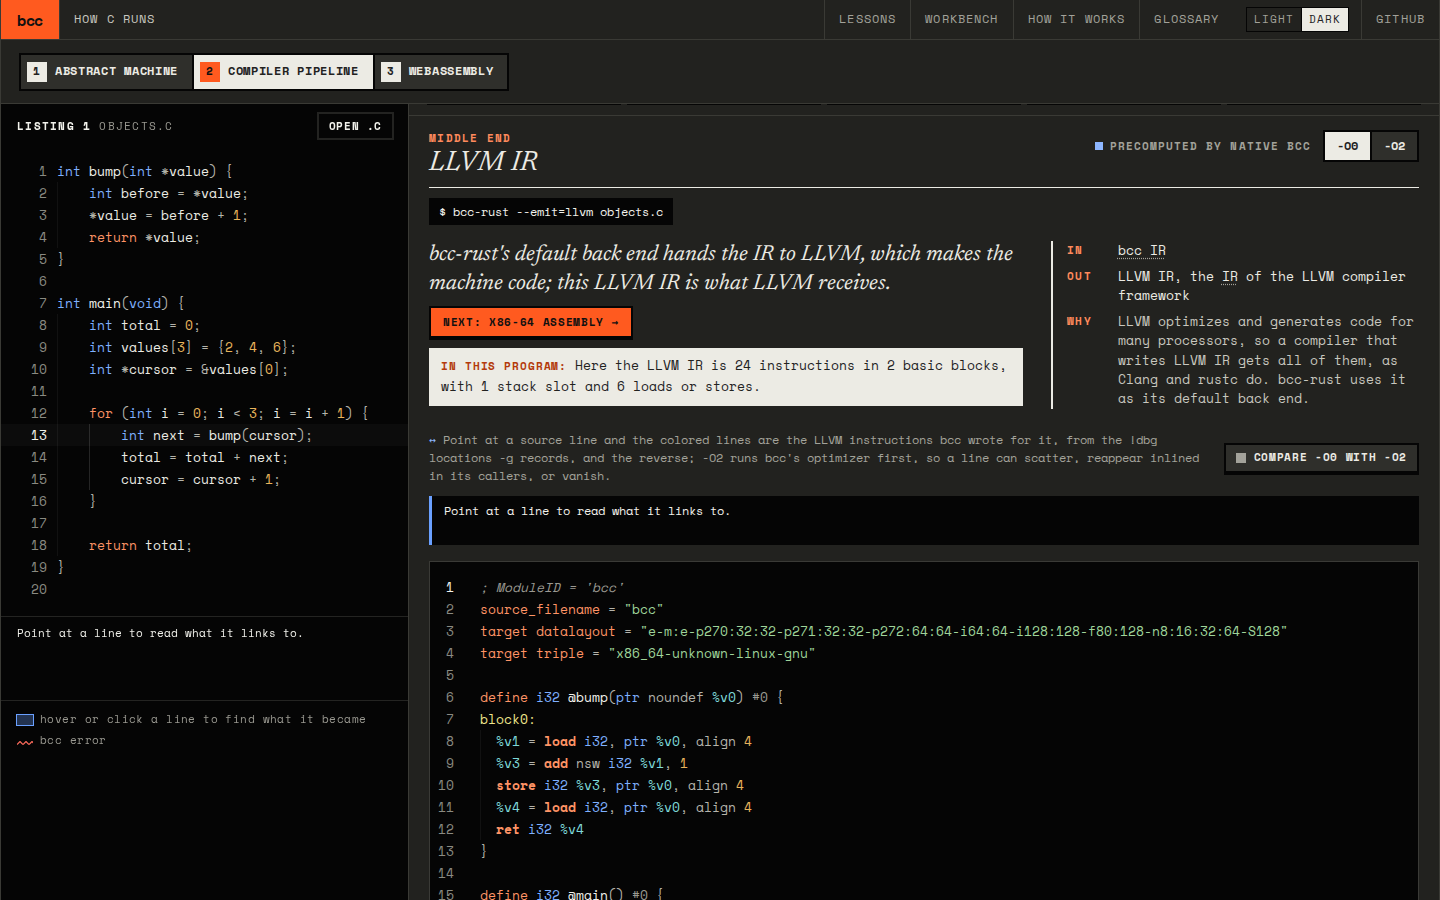 bcc HOW C RUNS LESSONS WORKBENCH HOW IT WORKS GLOSSARY LIGHT DARK GITHUB
1 ABSTRACT MACHINE 2 COMPILER PIPELINE 3 WEBASSEMBLY
LISTING 1 OBJECTS.C OPEN .C
1 int bump(int *value) {
2 int before = *value;
3 *value = before + 1;
4 return *value;
5 }
6
7 int main(void) {
8 int total = 0;
9 int values[3] = {2, 4, 6};
10 int *cursor = &values[0];
11
12 for (int i = 0; i < 3; i = i + 1) {
13 int next = bump(cursor);
14 total = total + next;
15 cursor = cursor + 1;
16 }
17
18 return total;
19 }
20
Point at a line to read what it links to.
hover or click a line to find what it became
bcc error
MIDDLE END
LLVM IR
PRECOMPUTED BY NATIVE BCC -O0 -O2
$ bcc-rust --emit=llvm objects.c
bcc-rust's default back end hands the IR to LLVM, which makes the
machine code; this LLVM IR is what LLVM receives.
NEXT: X86-64 ASSEMBLY →
IN THIS PROGRAM: Here the LLVM IR is 24 instructions in 2 basic blocks,
with 1 stack slot and 6 loads or stores.
IN bcc IR
OUT LLVM IR, the IR of the LLVM compiler
framework
WHY LLVM optimizes and generates code for
many processors, so a compiler that
writes LLVM IR gets all of them, as
Clang and rustc do. bcc-rust uses it
as its default back end.
↔ Point at a source line and the colored lines are the LLVM instructions bcc wrote for it, from the !dbg
locations -g records, and the reverse; -O2 runs bcc's optimizer first, so a line can scatter, reappear inlined
in its callers, or vanish.
COMPARE -O0 WITH -O2
Point at a line to read what it links to.
1 ; ModuleID = 'bcc'
2 source_filename = "bcc"
3 target datalayout = "e-m:e-p270:32:32-p271:32:32-p272:64:64-i64:64-i128:128-f80:128-n8:16:32:64-S128"
4 target triple = "x86_64-unknown-linux-gnu"
5
6 define i32 @bump(ptr noundef %v0) #0 {
7 block0:
8 %v1 = load i32, ptr %v0, align 4
9 %v3 = add nsw i32 %v1, 1
10 store i32 %v3, ptr %v0, align 4
11 %v4 = load i32, ptr %v0, align 4
12 ret i32 %v4
13 }
14
15 define i32 @main() #0 {